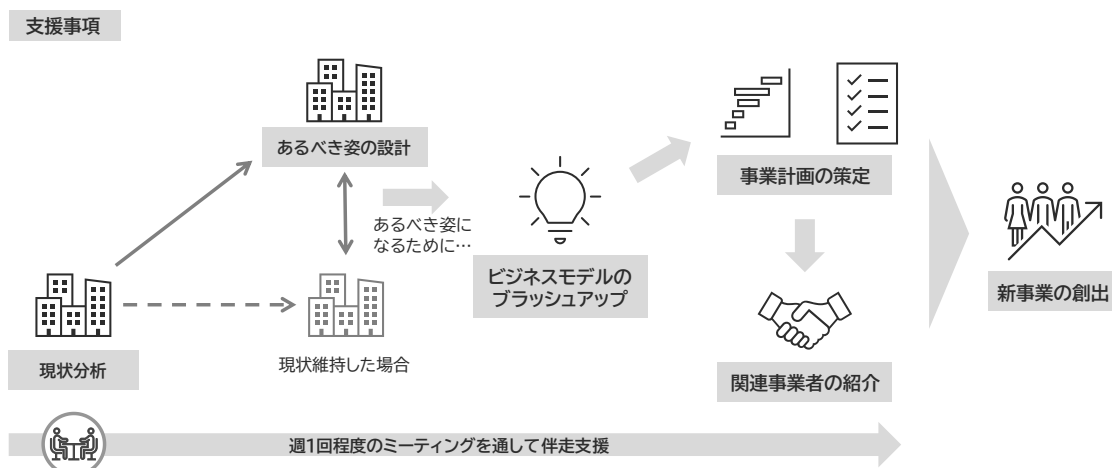 支援事項
あるべき姿の設計
あるべき姿に
なるために…
現状分析
現状維持した場合
ビジネスモデルの
ブラッシュアップ
事業計画の策定
関連事業者の紹介
新事業の創出
週1回程度のミーティングを通して伴走支援